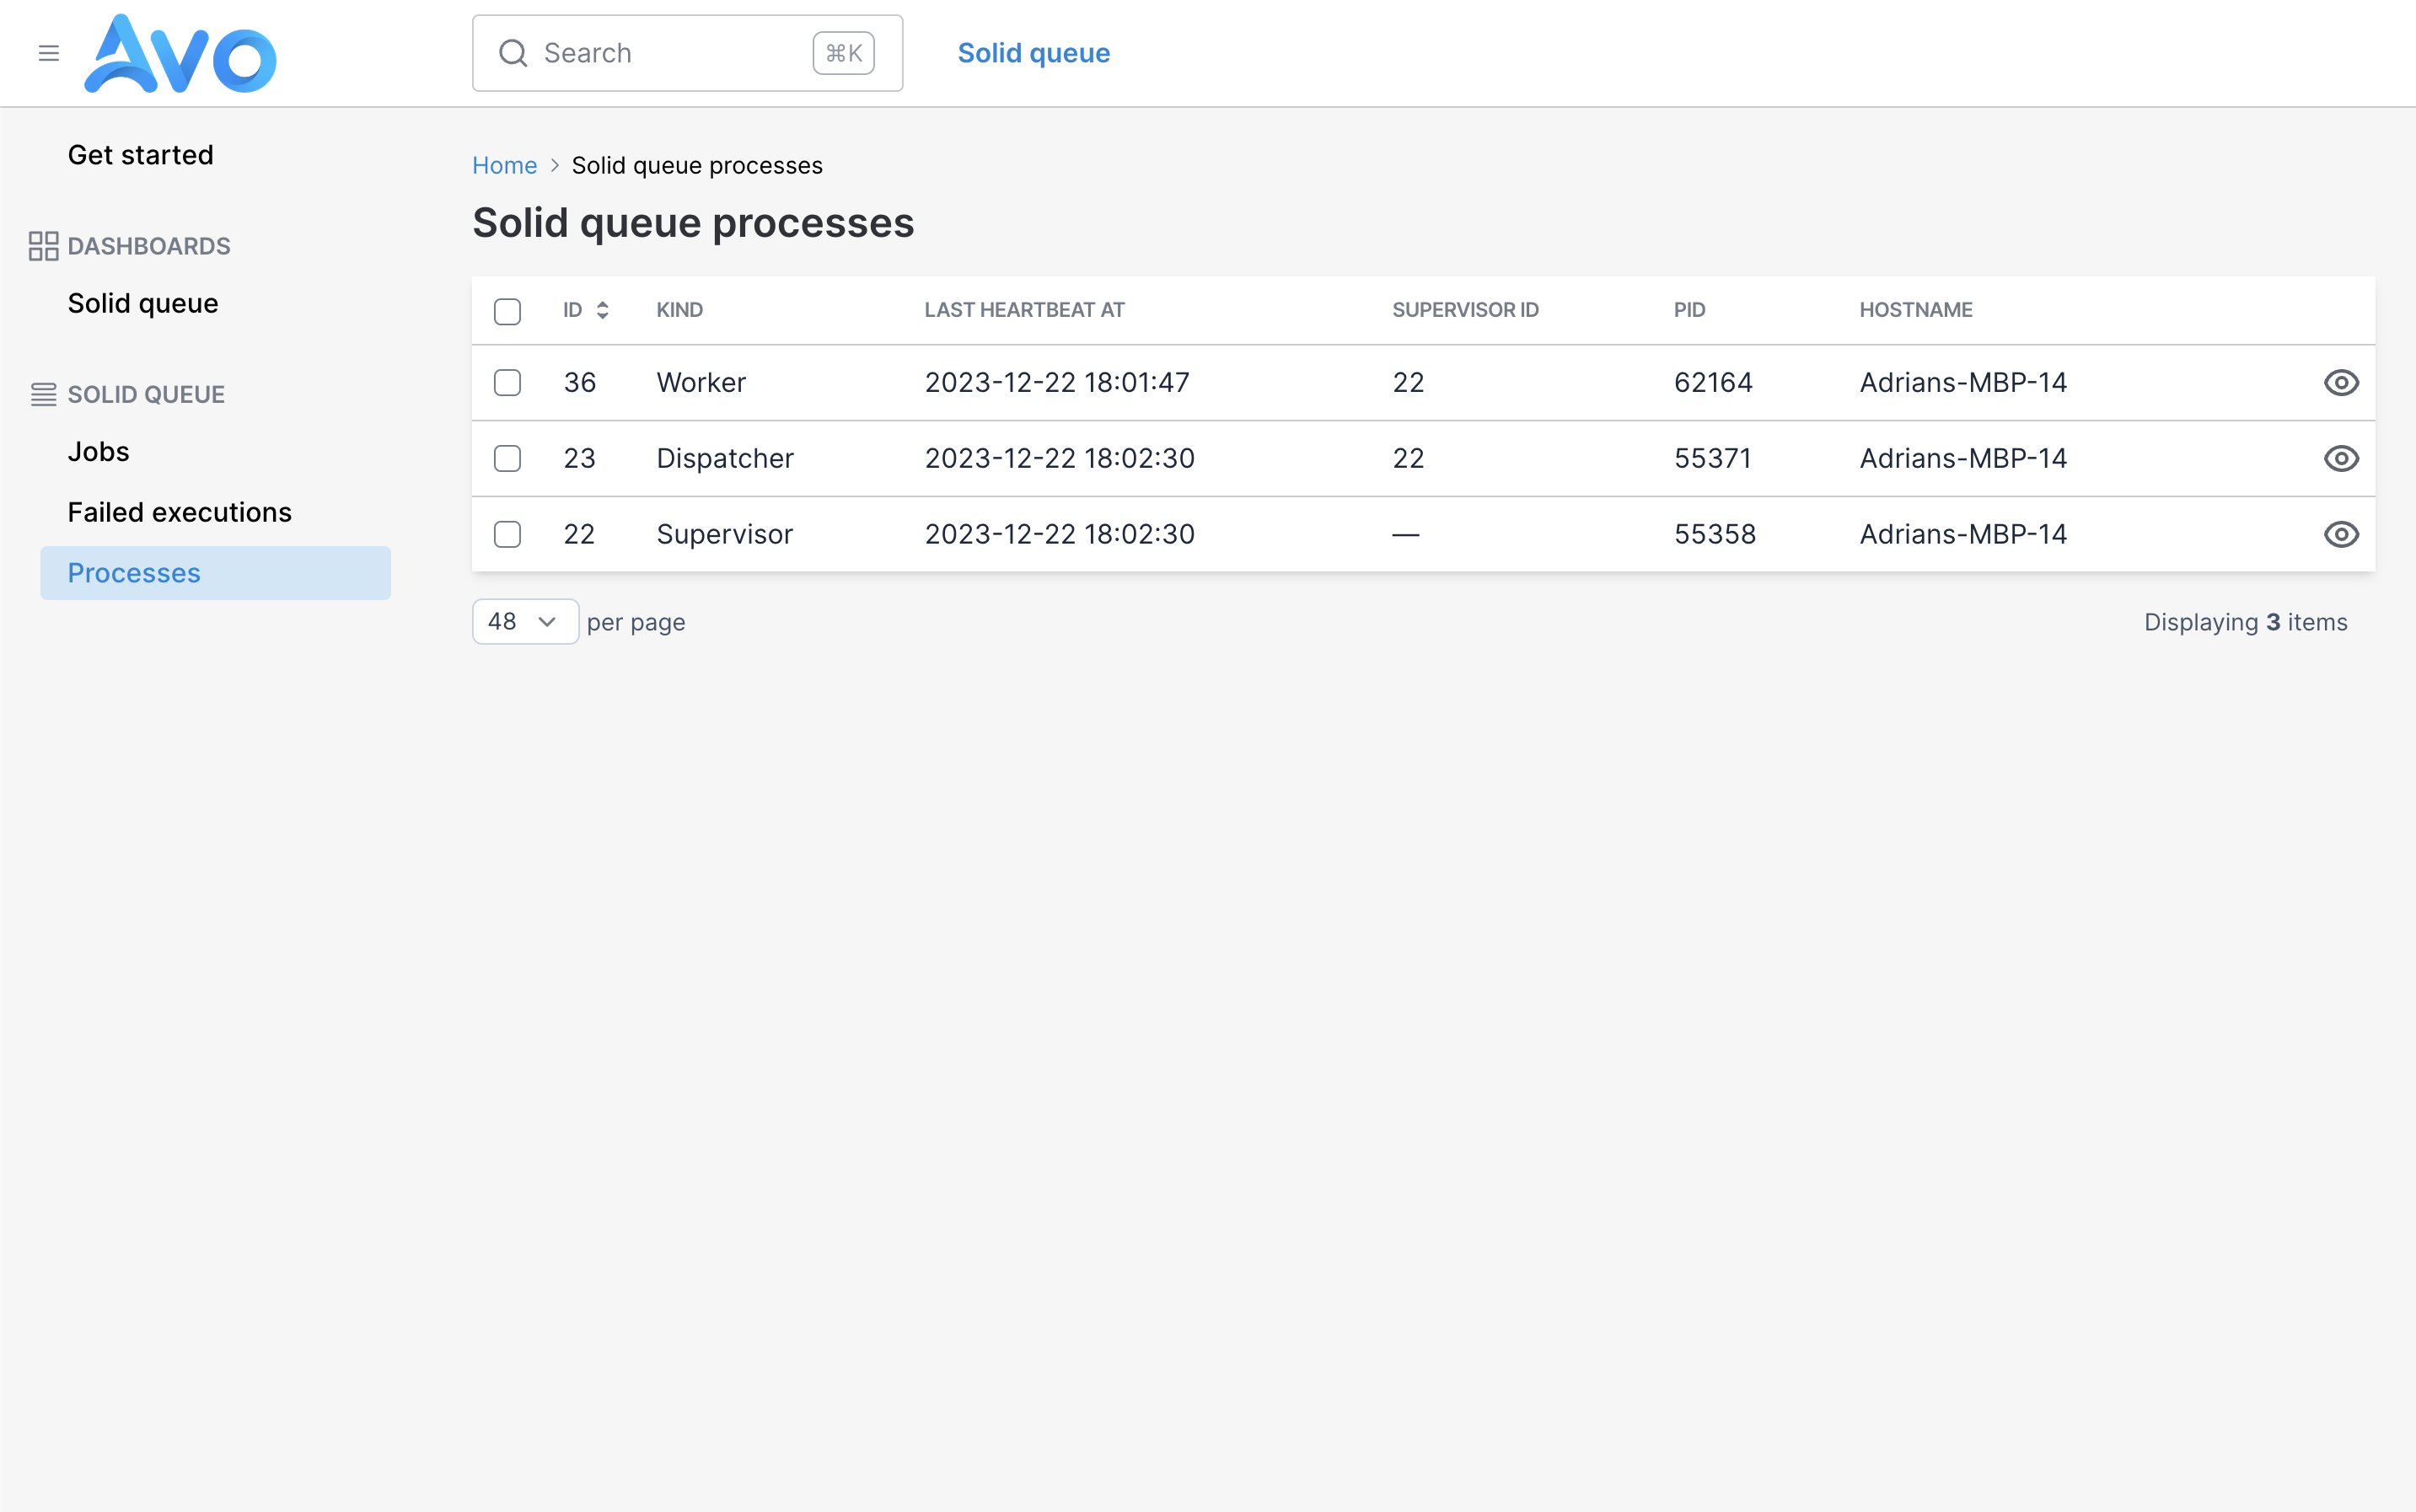 Avo
Search ⌘K
Solid queue
Get started
DASHBOARDS
Solid queue
SOLID QUEUE
Jobs
Failed executions
Processes
Home > Solid queue processes
Solid queue processes
ID KIND LAST HEARTBEAT AT SUPERVISOR ID PID HOSTNAME
36 Worker 2023-12-22 18:01:47 22 62164 Adrians-MBP-14
23 Dispatcher 2023-12-22 18:02:30 22 55371 Adrians-MBP-14
22 Supervisor 2023-12-22 18:02:30 — 55358 Adrians-MBP-14
48 per page
Displaying 3 items